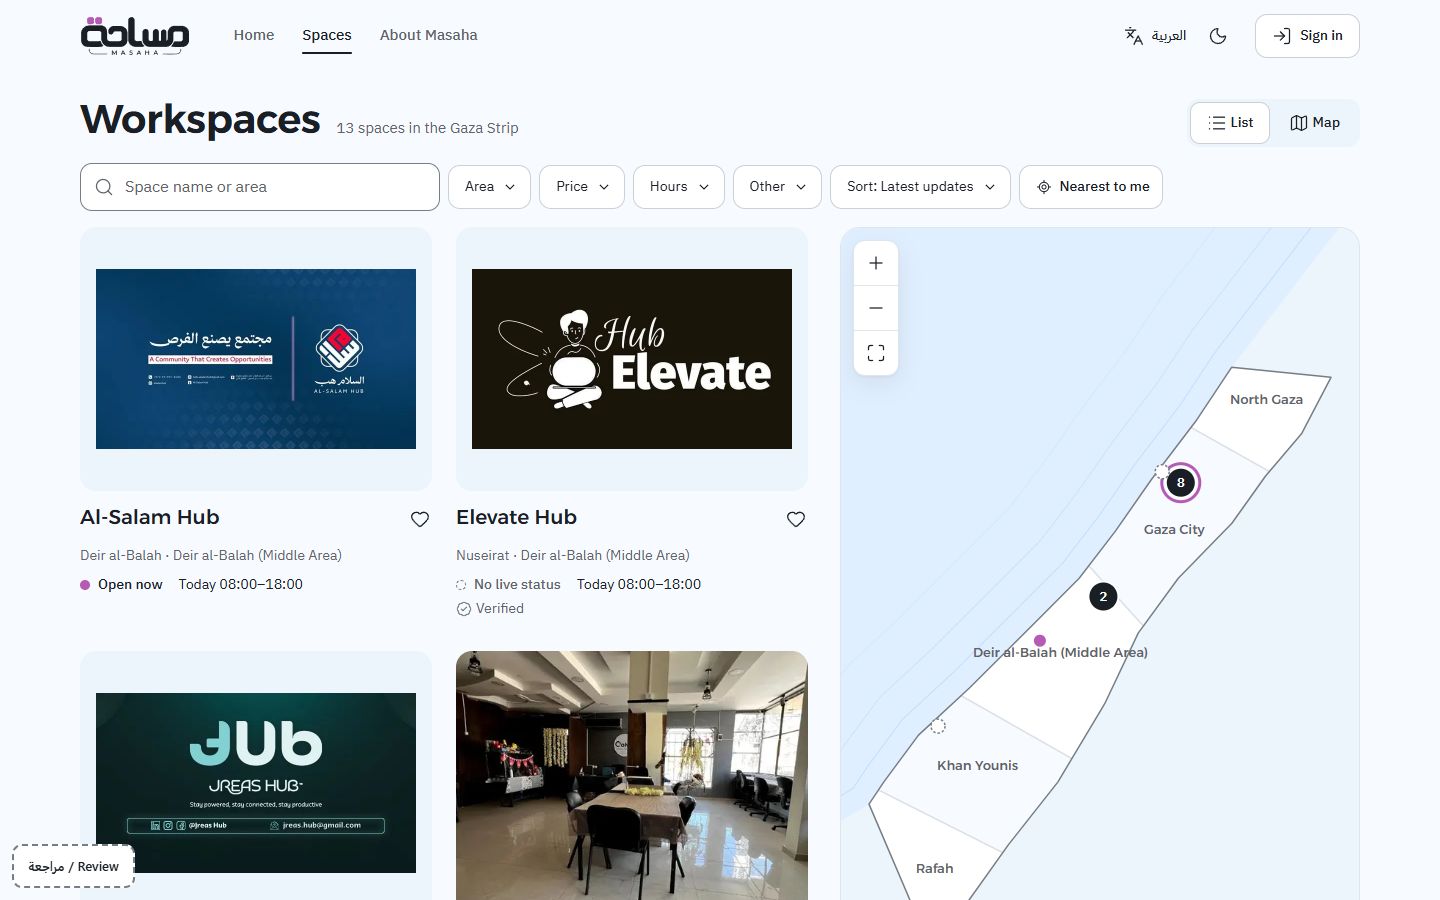 مساحة
MASAHA
Home
Spaces
About Masaha
العربية
Sign in
Workspaces
13 spaces in the Gaza Strip
List
Map
Space name or area
Area
Price
Hours
Other
Sort: Latest updates
Nearest to me
مجتمع يصنع الفرص
A Community That Creates Opportunities
السلام هب
AL-SALAM HUB
Hub
Elevate
Al-Salam Hub
Deir al-Balah · Deir al-Balah (Middle Area)
Open now
Today 08:00–18:00
Elevate Hub
Nuseirat · Deir al-Balah (Middle Area)
No live status
Today 08:00–18:00
Verified
JREAS HUB
Stay powered, stay connected, stay productive
@Jreas Hub
jreas.hub@gmail.com
مراجعة / Review
+
−
North Gaza
8
Gaza City
2
Deir al-Balah (Middle Area)
Khan Younis
Rafah